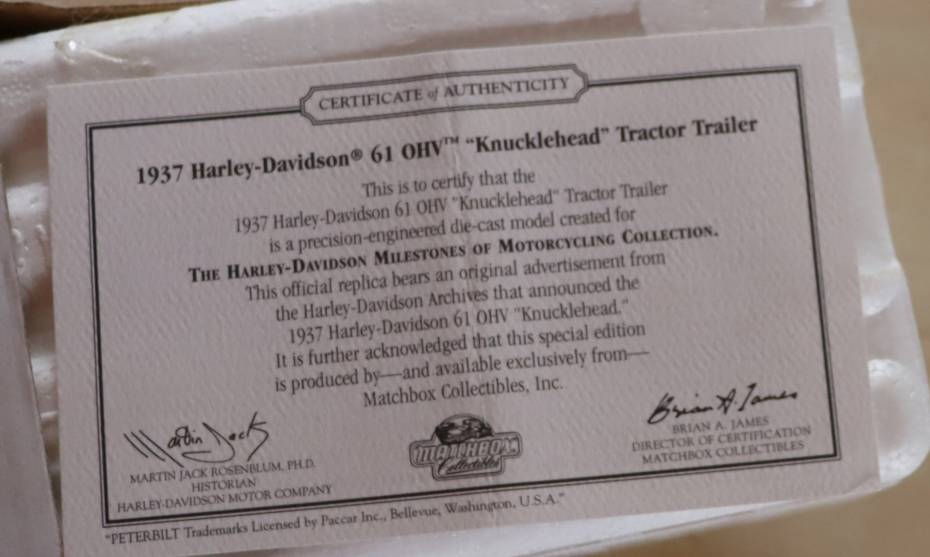 CERTIFICATE of AUTHENTICITY
1937 Harley-Davidson® 61 OHV™ "Knucklehead" Tractor Trailer
This is to certify that the
1937 Harley-Davidson 61 OHV "Knucklehead" Tractor Trailer
is a precision-engineered die-cast model created for
THE HARLEY-DAVIDSON MILESTONES OF MOTORCYCLING COLLECTION.
This official replica bears an original advertisement from
the Harley-Davidson Archives that announced the
1937 Harley-Davidson 61 OHV "Knucklehead."
It is further acknowledged that this special edition
is produced by—and available exclusively from—
Matchbox Collectibles, Inc.
Martin Jack
MARTIN JACK ROSENBLUM, PH.D.
HISTORIAN
HARLEY-DAVIDSON MOTOR COMPANY
MATCHBOX
Collectibles
Brian A. James
BRIAN A. JAMES
DIRECTOR OF CERTIFICATION
MATCHBOX COLLECTIBLES
"PETERBILT Trademarks Licensed by Paccar Inc., Bellevue, Washington, U.S.A."